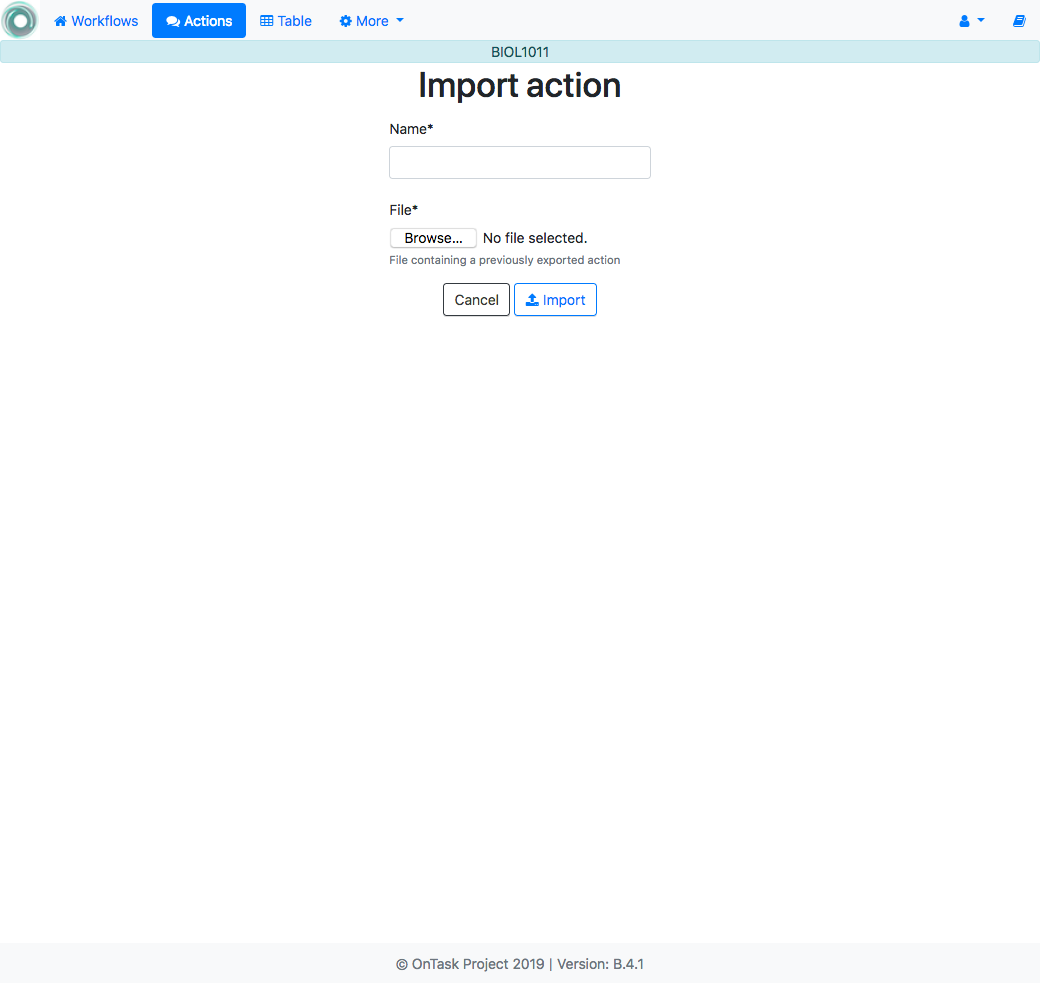 Workflows Actions Table More
BIOL1011
Import action
Name*
File*
Browse... No file selected.
File containing a previously exported action
Cancel Import
© OnTask Project 2019 | Version: B.4.1